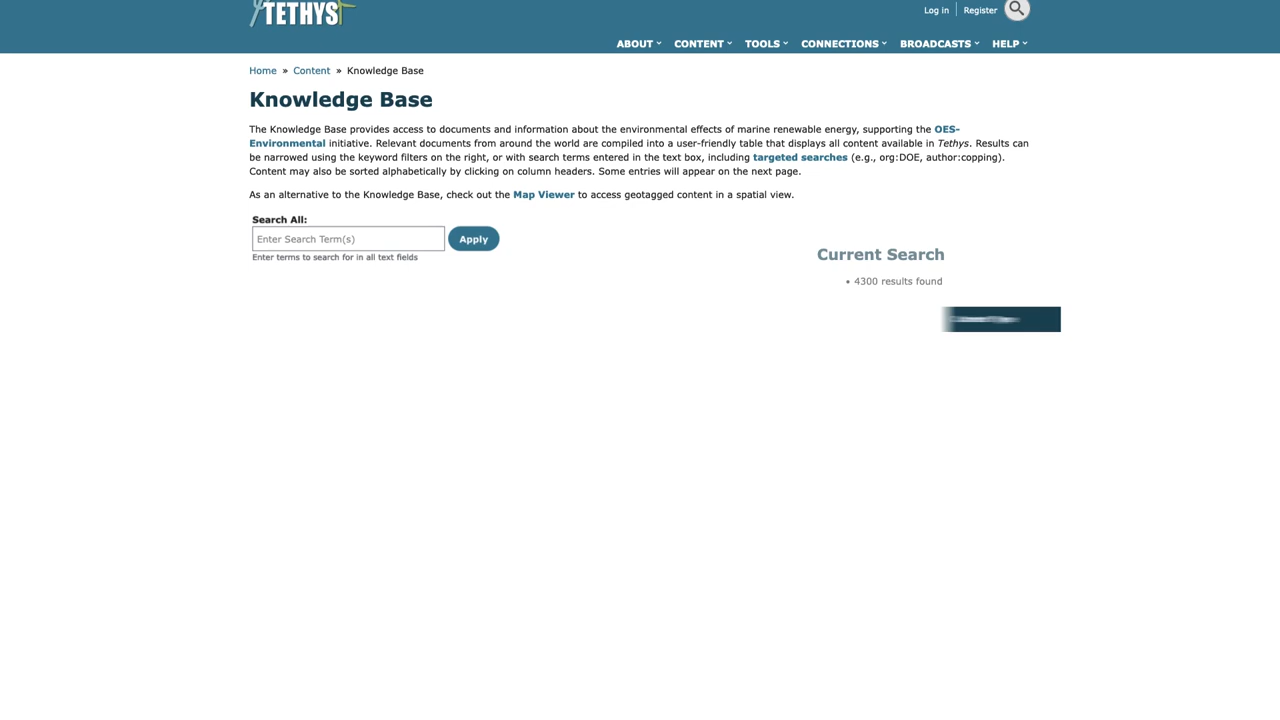 TETHYS
Log in
Register
ABOUT CONTENT TOOLS CONNECTIONS BROADCASTS HELP
Home » Content » Knowledge Base
Knowledge Base
The Knowledge Base provides access to documents and information about the environmental effects of marine renewable energy, supporting the OES-
Environmental initiative. Relevant documents from around the world are compiled into a user-friendly table that displays all content available in Tethys. Results can
be narrowed using the keyword filters on the right, or with search terms entered in the text box, including targeted searches (e.g., org:DOE, author:copping).
Content may also be sorted alphabetically by clicking on column headers. Some entries will appear on the next page.
As an alternative to the Knowledge Base, check out the Map Viewer to access geotagged content in a spatial view.
Search All:
Enter Search Term(s)
Apply
Enter terms to search for in all text fields
Current Search
• 4300 results found